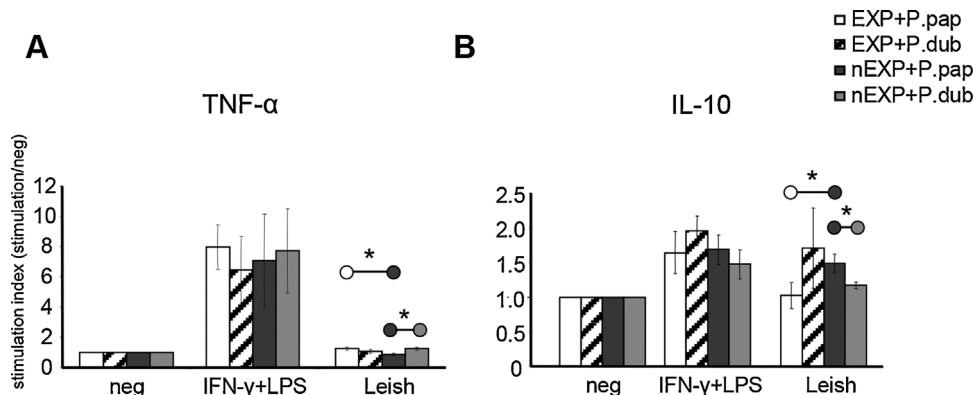 EXP+P.pap
EXP+P.dub
nEXP+P.pap
nEXP+P.dub
A
B
TNF-α
IL-10
stimulation index (stimulation/neg)
12
10
8
6
4
2
0
*
*
neg IFN-γ+LPS Leish
2.5
2.0
1.5
1.0
0.5
0
*
*
neg IFN-γ+LPS Leish